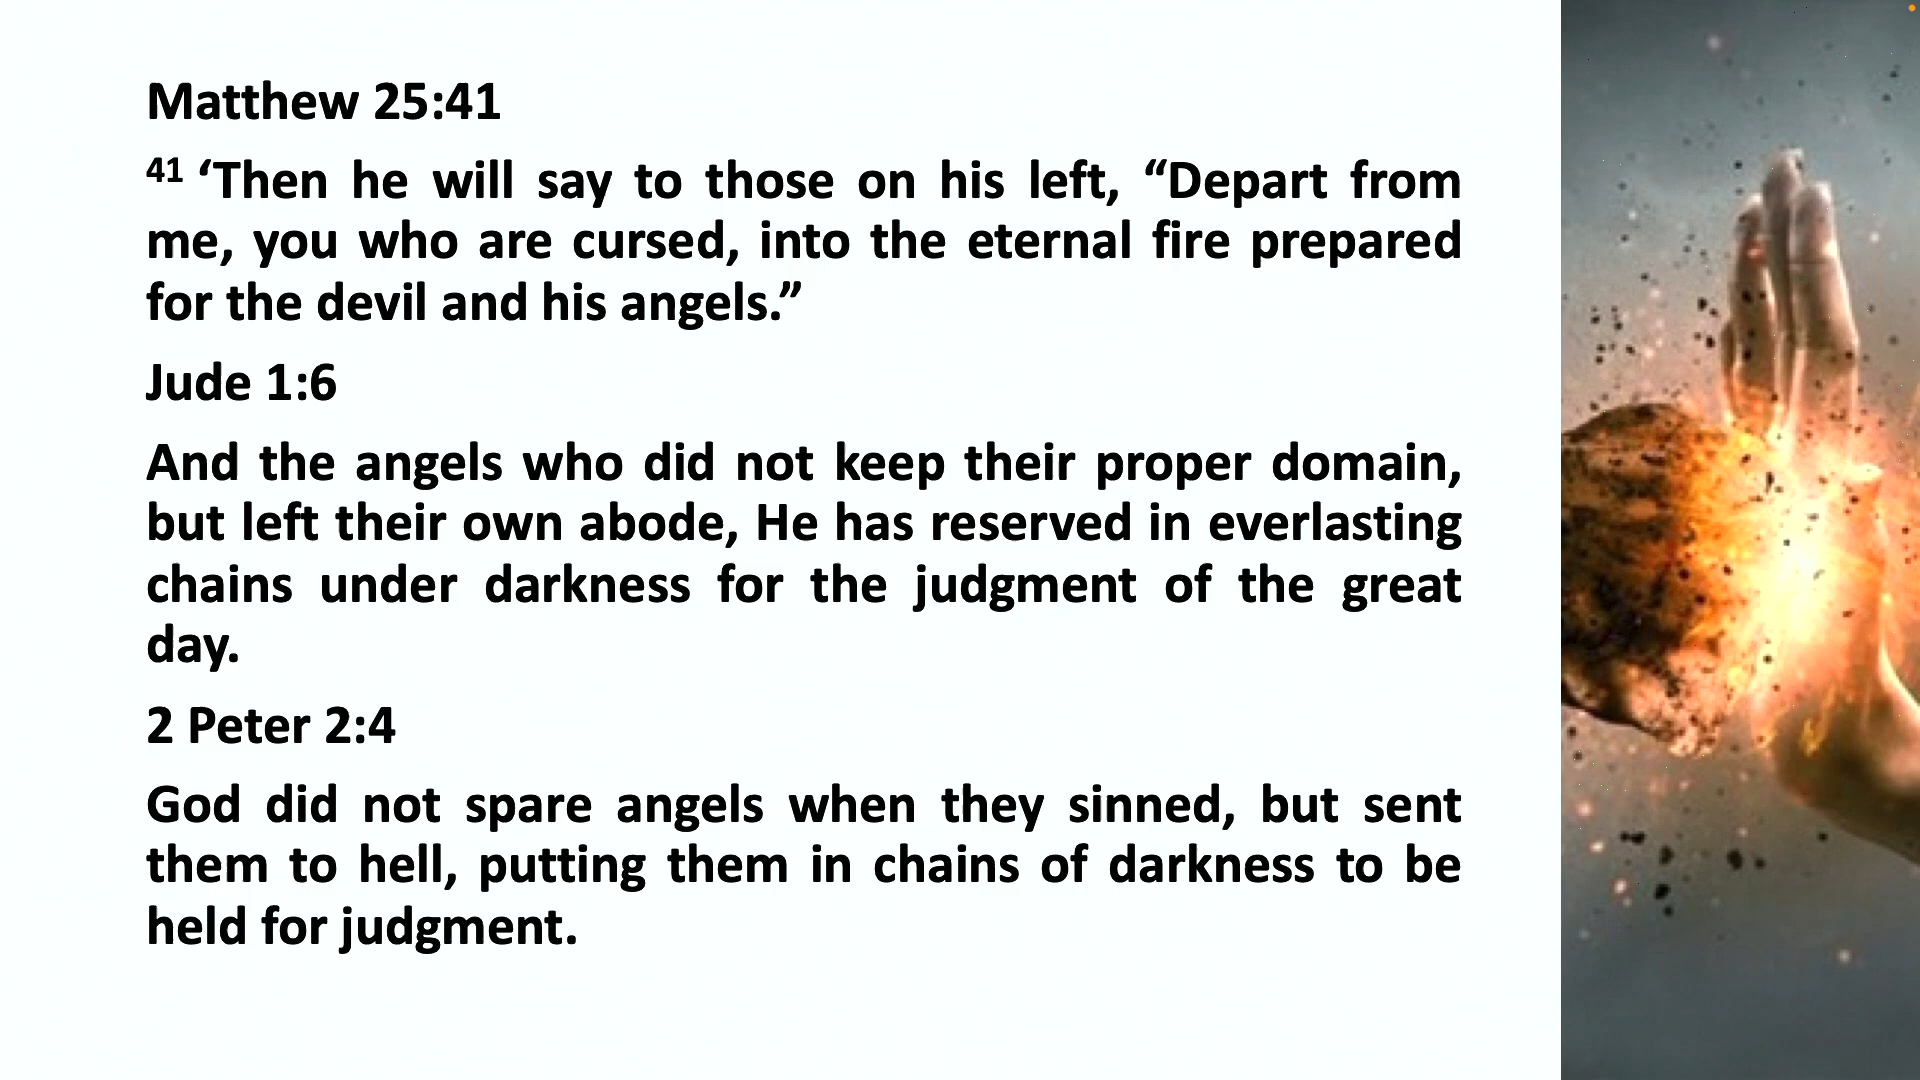 Matthew 25:41
41 ‘Then he will say to those on his left, “Depart from
me, you who are cursed, into the eternal fire prepared
for the devil and his angels.”
Jude 1:6
And the angels who did not keep their proper domain,
but left their own abode, He has reserved in everlasting
chains under darkness for the judgment of the great
day.
2 Peter 2:4
God did not spare angels when they sinned, but sent
them to hell, putting them in chains of darkness to be
held for judgment.